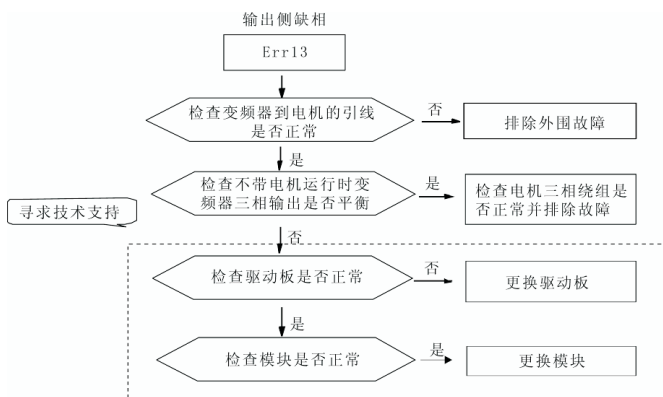 输出侧缺相
Err13
检查变频器到电机的引线
是否正常
否
排除外围故障
是
检查不带电机运行时变
频器三相输出是否平衡
是
检查电机三相绕组是
否正常并排除故障
寻求技术支持
否
检查驱动板是否正常
否
更换驱动板
是
检查模块是否正常
是
更换模块